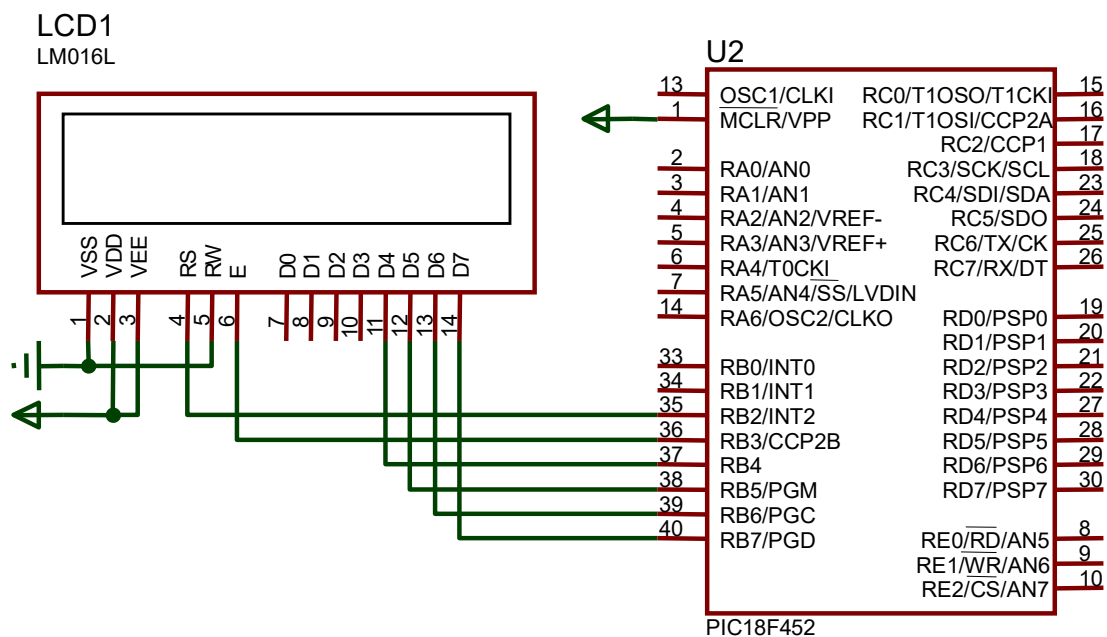 LCD1
LM016L
VSS
VDD
VEE
RS
RW
E
D0
D1
D2
D3
D4
D5
D6
D7
1
2
3
4
5
6
7
8
9
10
11
12
13
14
U2
13 OSC1/CLKI RC0/T1OSO/T1CKI 15
1 MCLR/VPP RC1/T1OSI/CCP2A 16
RC2/CCP1 17
2 RA0/AN0 RC3/SCK/SCL 18
3 RA1/AN1 RC4/SDI/SDA 23
4 RA2/AN2/VREF- RC5/SDO 24
5 RA3/AN3/VREF+ RC6/TX/CK 25
6 RA4/T0CKI RC7/RX/DT 26
7 RA5/AN4/SS/LVDIN
14 RA6/OSC2/CLKO RD0/PSP0 19
RD1/PSP1 20
33 RB0/INT0 RD2/PSP2 21
34 RB1/INT1 RD3/PSP3 22
35 RB2/INT2 RD4/PSP4 27
36 RB3/CCP2B RD5/PSP5 28
37 RB4 RD6/PSP6 29
38 RB5/PGM RD7/PSP7 30
39 RB6/PGC
40 RB7/PGD RE0/RD/AN5 8
RE1/WR/AN6 9
RE2/CS/AN7 10
PIC18F452